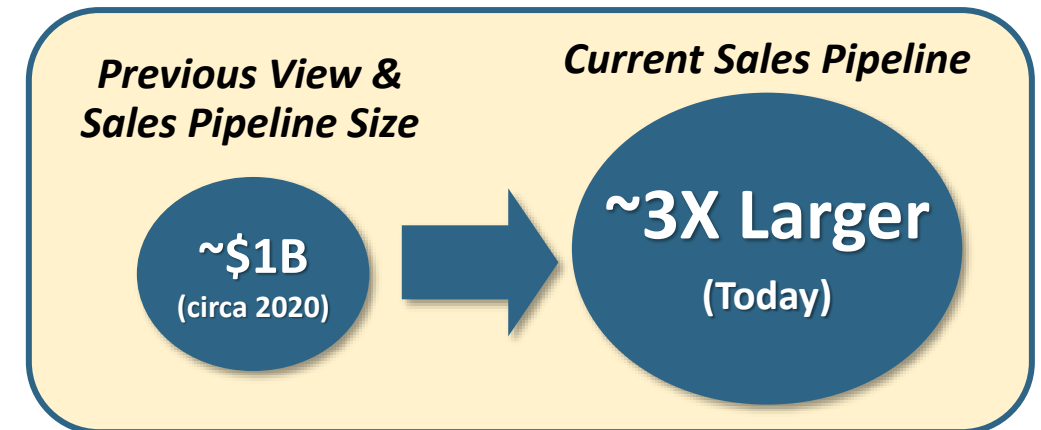 Previous View &
Sales Pipeline Size
~$1B
(circa 2020)
Current Sales Pipeline
~3X Larger
(Today)